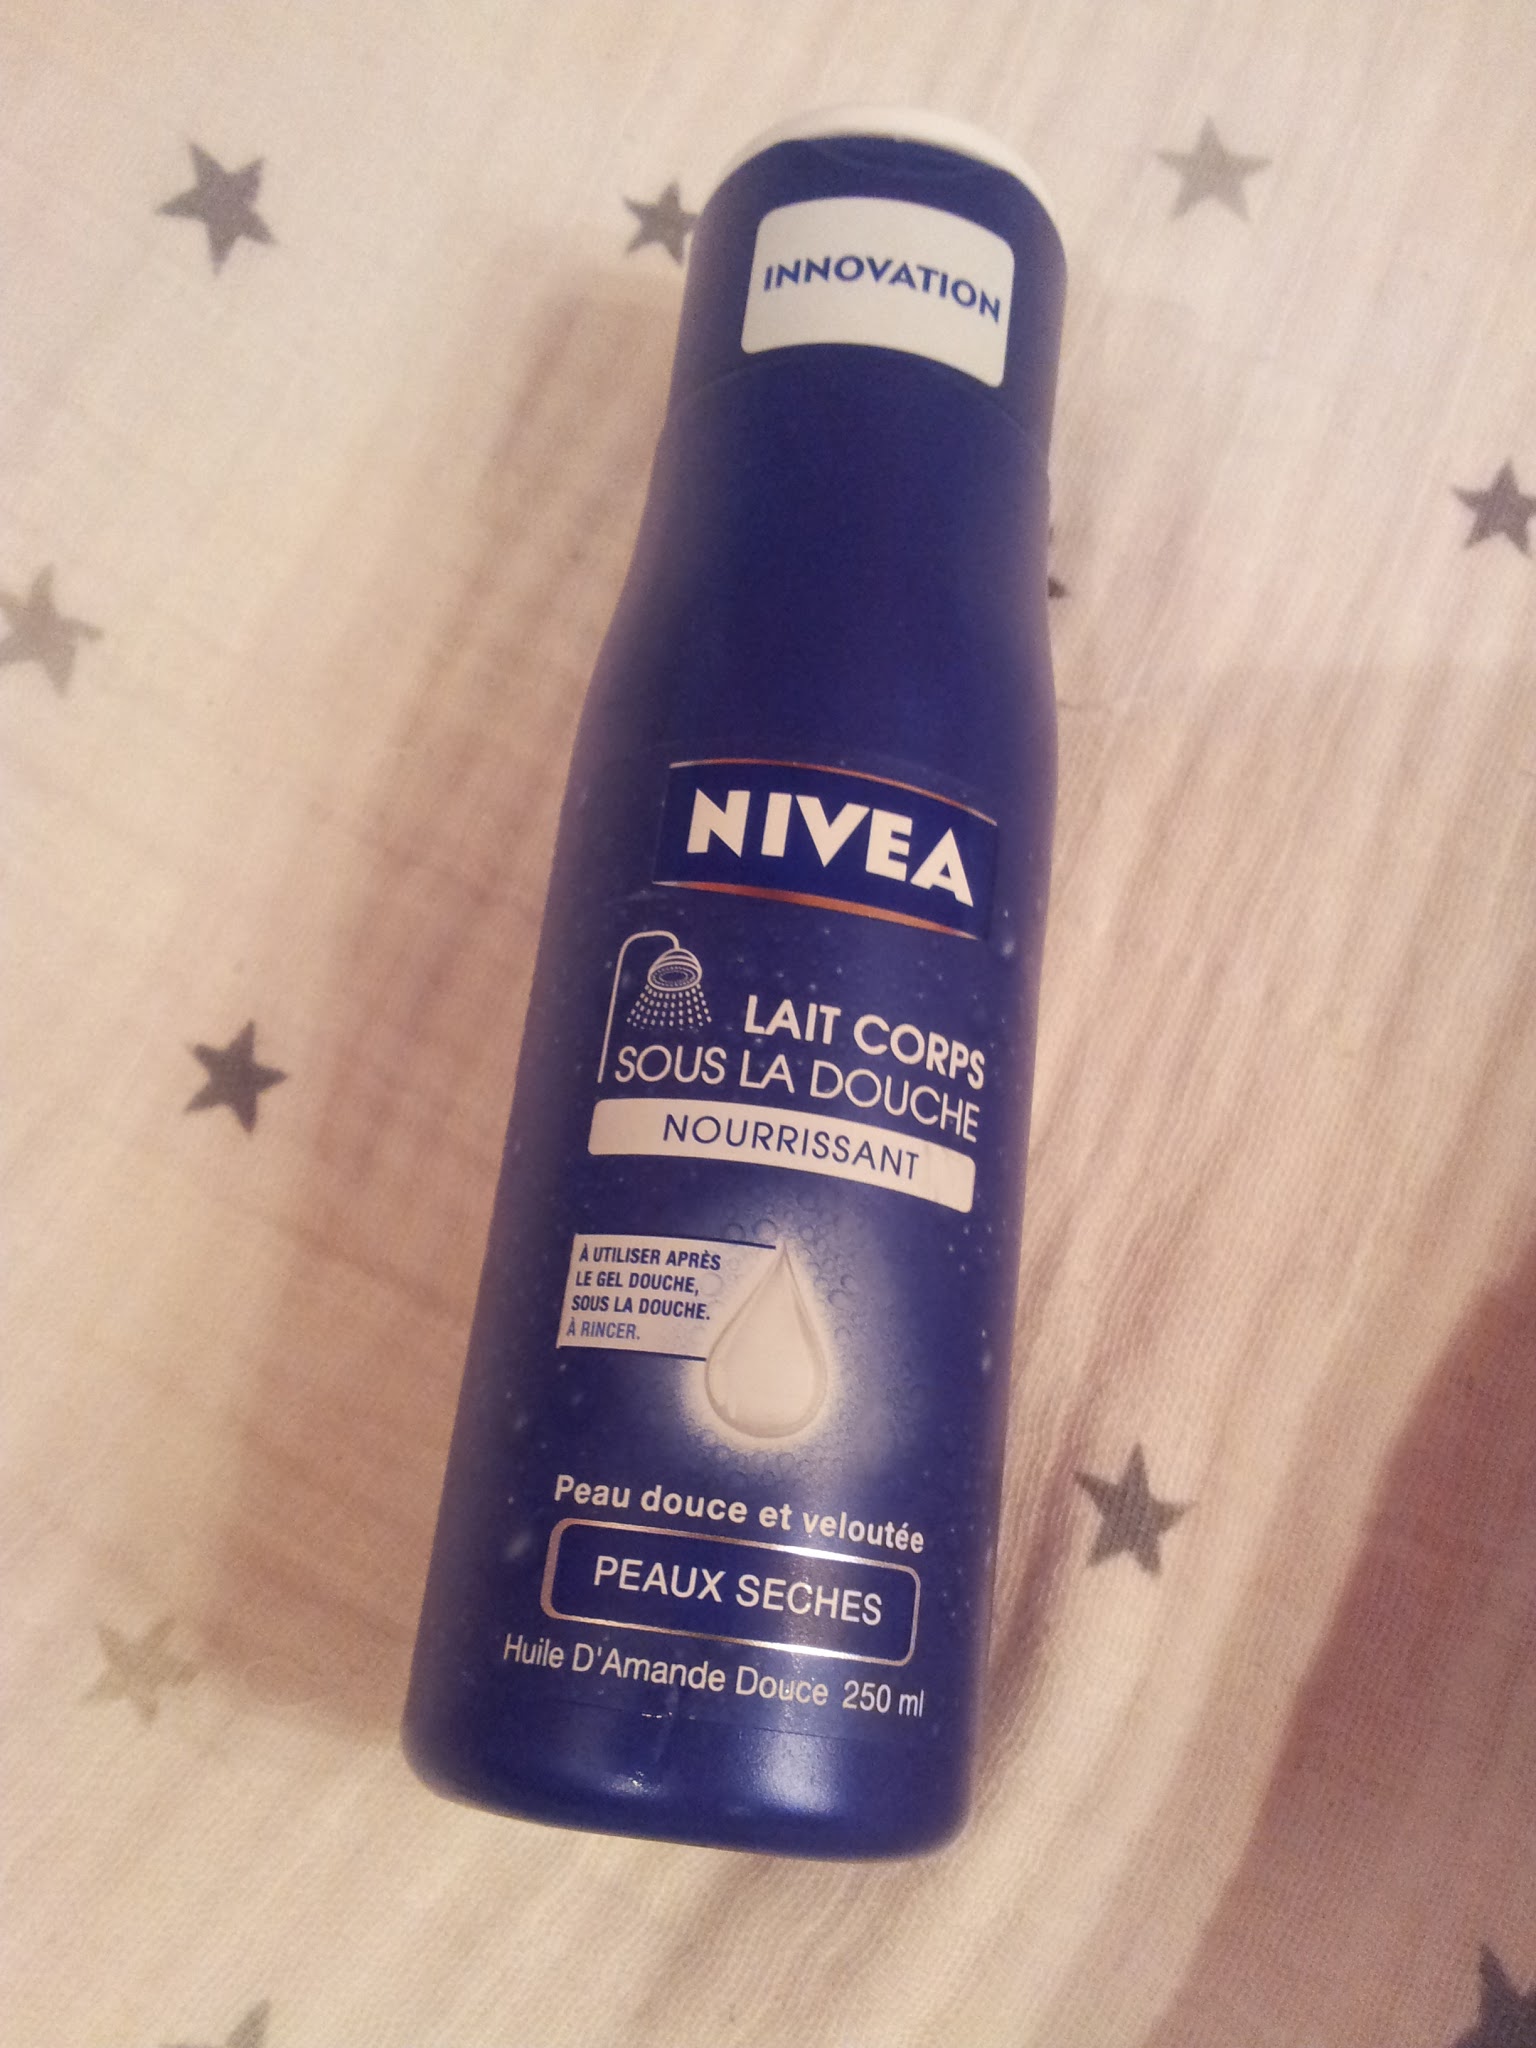 INNOVATION
NIVEA
LAIT CORPS
SOUS LA DOUCHE
NOURRISSANT
À UTILISER APRÈS
LE GEL DOUCHE,
SOUS LA DOUCHE.
À RINCER.
Peau douce et veloutée
PEAUX SECHES
Huile D'Amande Douce 250 ml